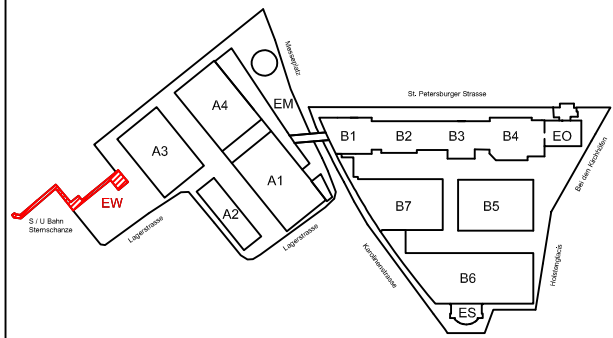 Messeplatz
St. Petersburger Strasse
A4
EM
B1
B2
B3
B4
EO
A3
Bei den Kirchhöfen
A1
EW
B7
B5
A2
S / U Bahn
Sternschanze
Lagerstrasse
Lagerstrasse
Karolinenstrasse
Holstenglacis
B6
ES